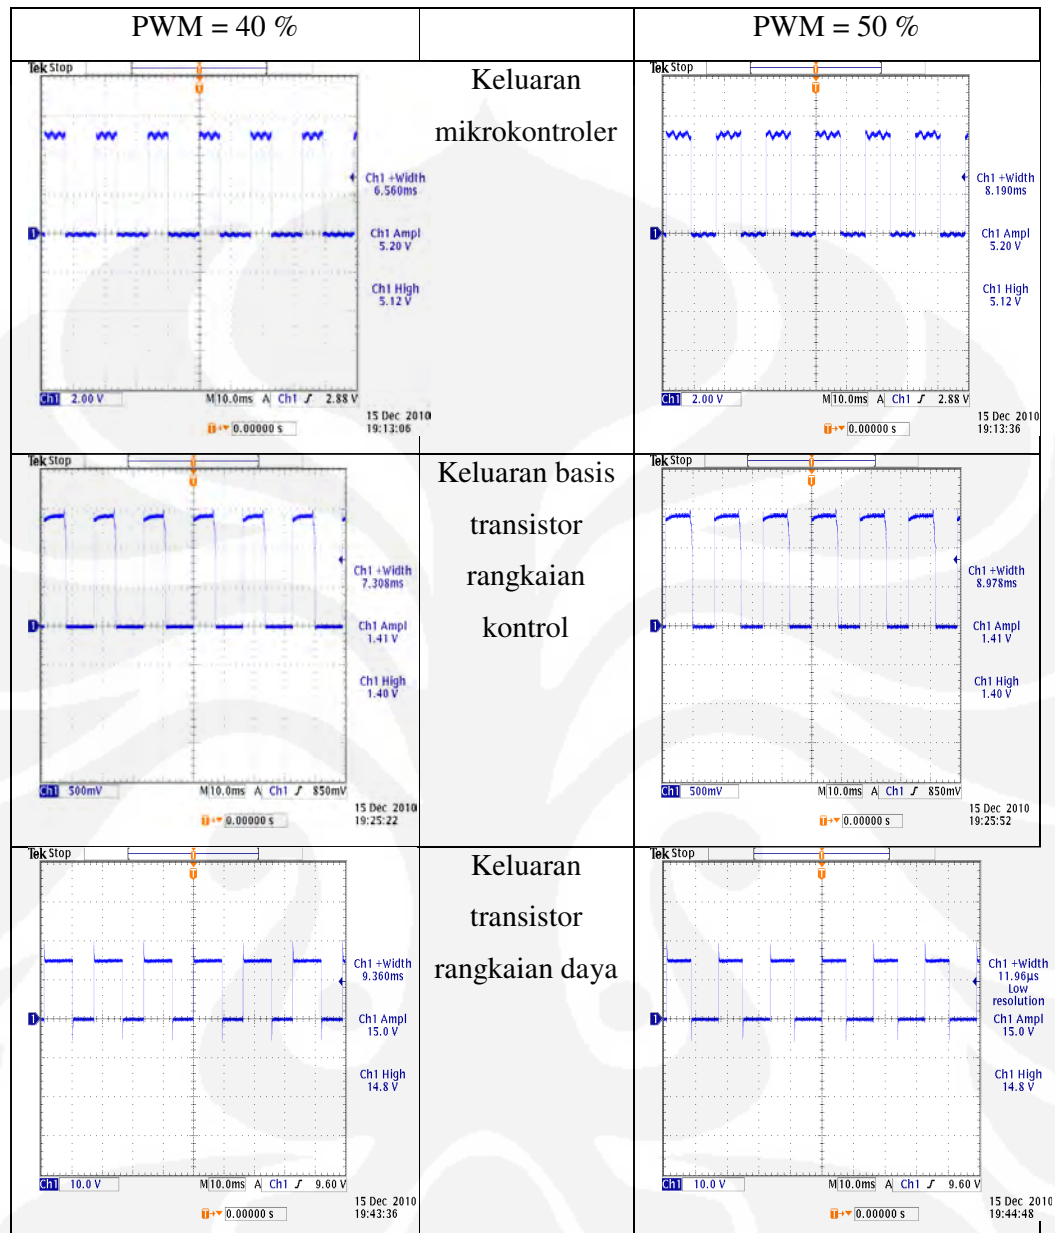 PWM = 40 %
PWM = 50 %
Tek Stop
T
T
1
Ch1 +Width
6.560ms
Ch1 Ampl
5.20 V
Ch1 High
5.12 V
Ch1 2.00 V M 10.0ms A Ch1 2.88 V
15 Dec 2010
19:13:06
0.00000 s
Keluaran
mikrokontroler
Tek Stop
T
T
1
Ch1 +Width
8.190ms
Ch1 Ampl
5.20 V
Ch1 High
5.12 V
Ch1 2.00 V M 10.0ms A Ch1 2.88 V
15 Dec 2010
19:13:36
0.00000 s
Tek Stop
T
T
1
Ch1 +Width
7.308ms
Ch1 Ampl
1.41 V
Ch1 High
1.40 V
Ch1 500mV M 10.0ms A Ch1 850mV
15 Dec 2010
19:25:22
0.00000 s
Keluaran basis
transistor
rangkaian
kontrol
Tek Stop
T
T
1
Ch1 +Width
8.978ms
Ch1 Ampl
1.41 V
Ch1 High
1.40 V
Ch1 500mV M 10.0ms A Ch1 850mV
15 Dec 2010
19:25:52
0.00000 s
Tek Stop
T
T
1
Ch1 +Width
9.360ms
Ch1 Ampl
15.0 V
Ch1 High
14.8 V
Ch1 10.0 V M 10.0ms A Ch1 9.60 V
15 Dec 2010
19:43:36
0.00000 s
Keluaran
transistor
rangkaian daya
Tek Stop
T
T
1
Ch1 +Width
11.96µs
Low
resolution
Ch1 Ampl
15.0 V
Ch1 High
14.8 V
Ch1 10.0 V M 10.0ms A Ch1 9.60 V
15 Dec 2010
19:44:48
0.00000 s